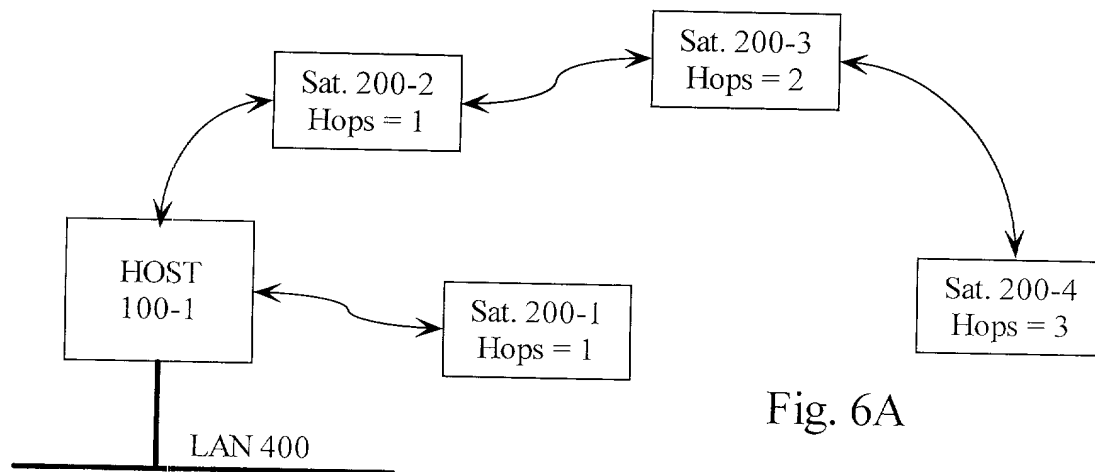 Sat. 200-3
Hops = 2
Sat. 200-2
Hops = 1
HOST
100-1
Sat. 200-1
Hops = 1
Sat. 200-4
Hops = 3
Fig. 6A
LAN 400